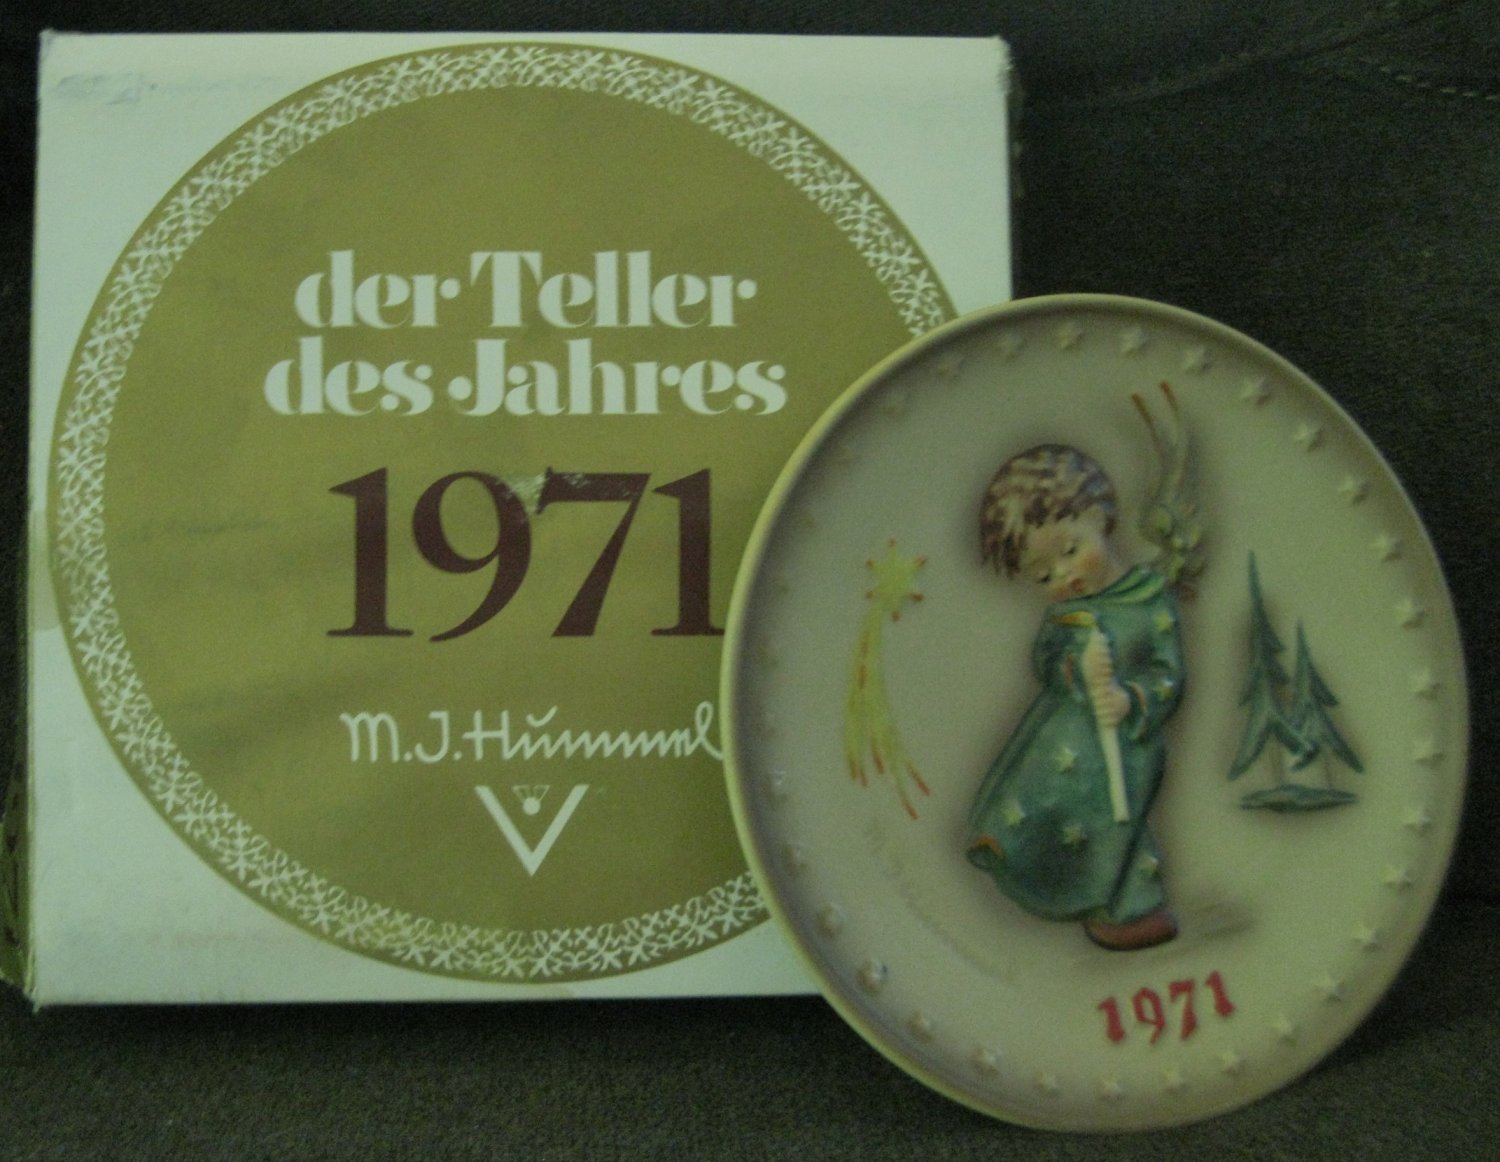 der Teller
des Jahres
1971
M.J. Hummel
1971